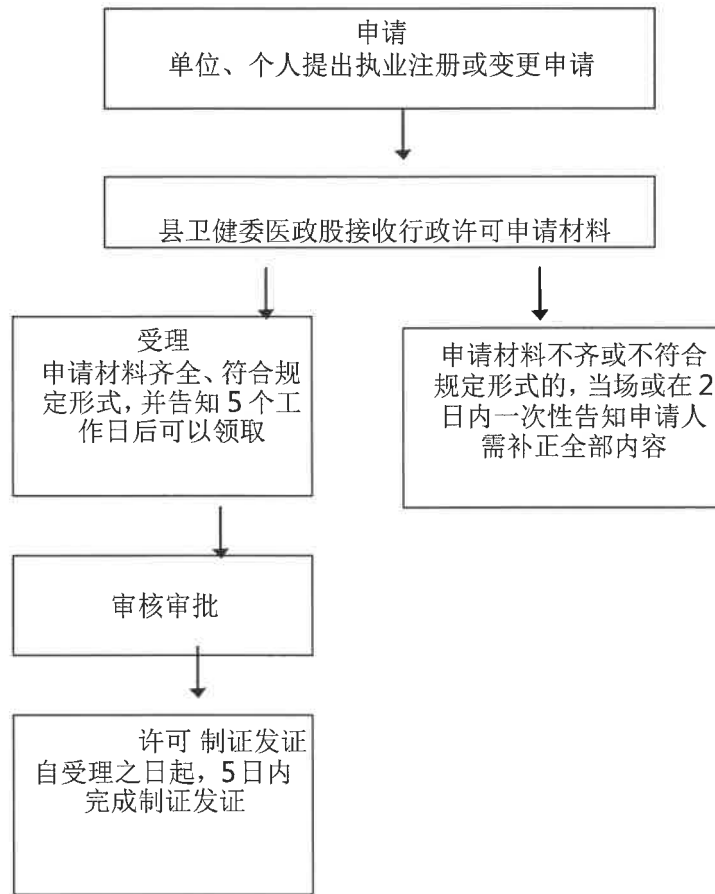 申请
单位、个人提出执业注册或变更申请
县卫健委医政股接收行政许可申请材料
受理
申请材料齐全、符合规
定形式，并告知 5 个工
作日后可以领取
申请材料不齐或不符合
规定形式的，当场或在 2
日内一次性告知申请人
需补正全部内容
审核审批
许可 制证发证
自受理之日起，5日内
完成制证发证